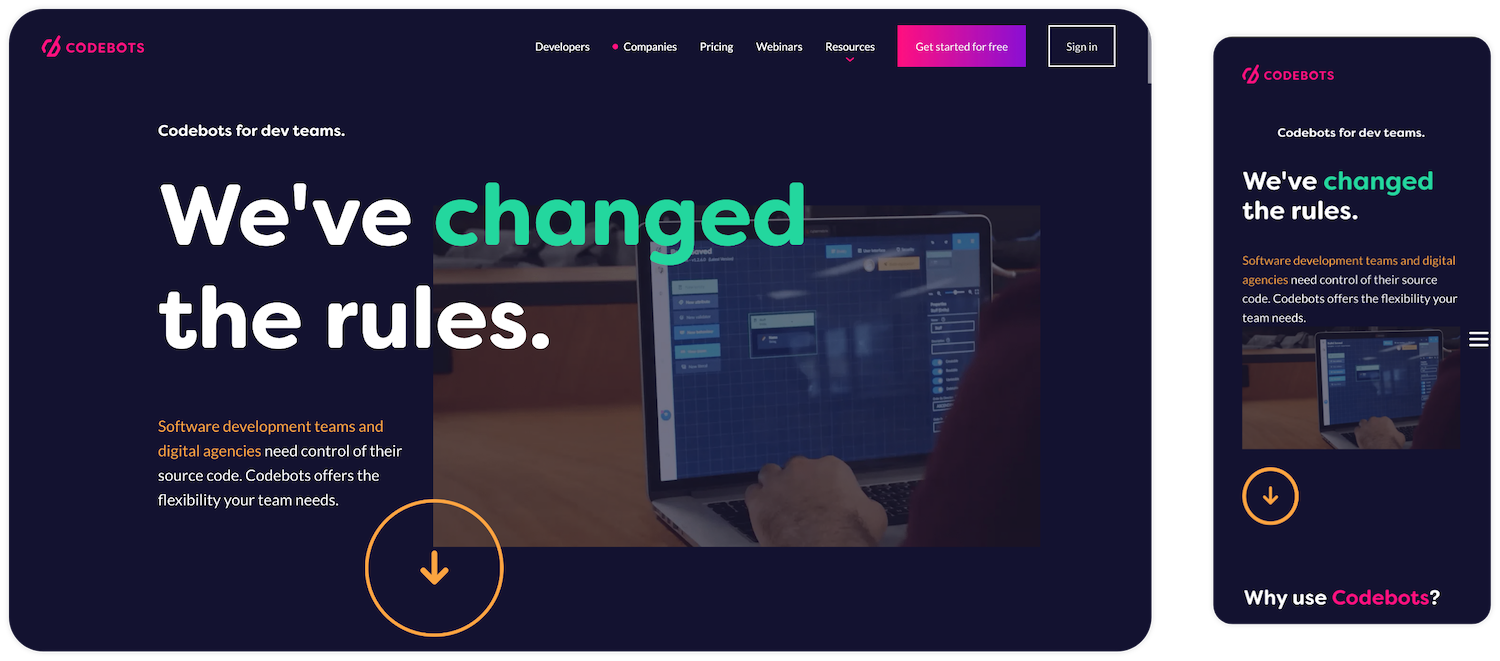 CODEBOTS
Developers
Companies
Pricing
Webinars
Resources
Get started for free
Sign in
Codebots for dev teams.
We've changed
the rules.
Software development teams and
digital agencies need control of their
source code. Codebots offers the
flexibility your team needs.
CODEBOTS
Codebots for dev teams.
We've changed
the rules.
Software development teams and digital
agencies need control of their source
code. Codebots offers the flexibility your
team needs.
Why use Codebots?